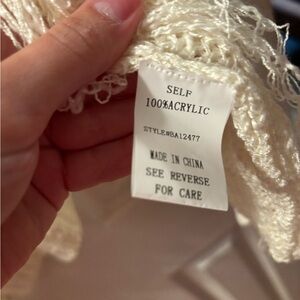 SELF
100%ACRYLIC
STYLE#BA12477
MADE IN CHINA
SEE REVERSE
FOR CARE